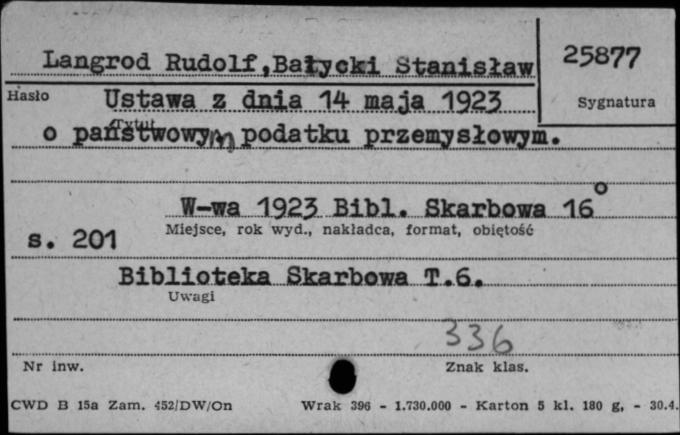 Langrod Rudolf, Bałycki Stanisław
25877
Hasło
Ustawa z dnia 14 maja 1923
Sygnatura
Tytuł
o państwowym podatku przemysłowym.
W-wa 1923 Bibl. Skarbowa 16°
Miejsce, rok wyd., nakładca, format, objętość
s. 201
Biblioteka Skarbowa T.6.
Uwagi
336
Nr inw.
Znak klas.
CWD B 15a Zam. 452/DW/On Wrak 396 - 1.730.000 - Karton 5 kl. 180 g, - 30.4.